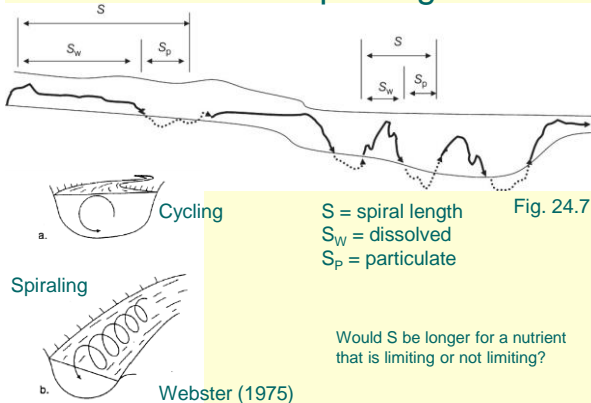 S
S
Sw
Sp
Sw
Sp
Cycling
a.
S = spiral length
Fig. 24.7
SW = dissolved
SP = particulate
Spiraling
Would S be longer for a nutrient
that is limiting or not limiting?
b.
Webster (1975)